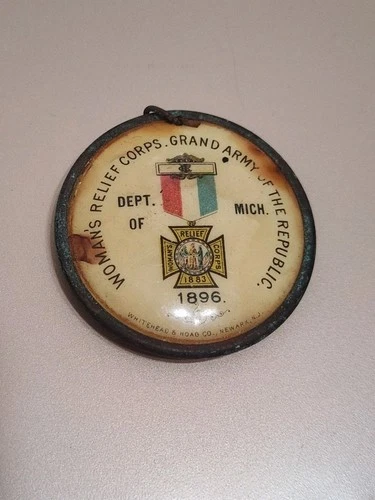 WOMAN'S RELIEF CORPS. GRAND ARMY OF THE REPUBLIC.
DEPT. OF
MICH.
RELIEF
WOMAN'S
CORPS
1883
1896.
WHITEHEAD & HOAG CO., NEWARK, N.J.